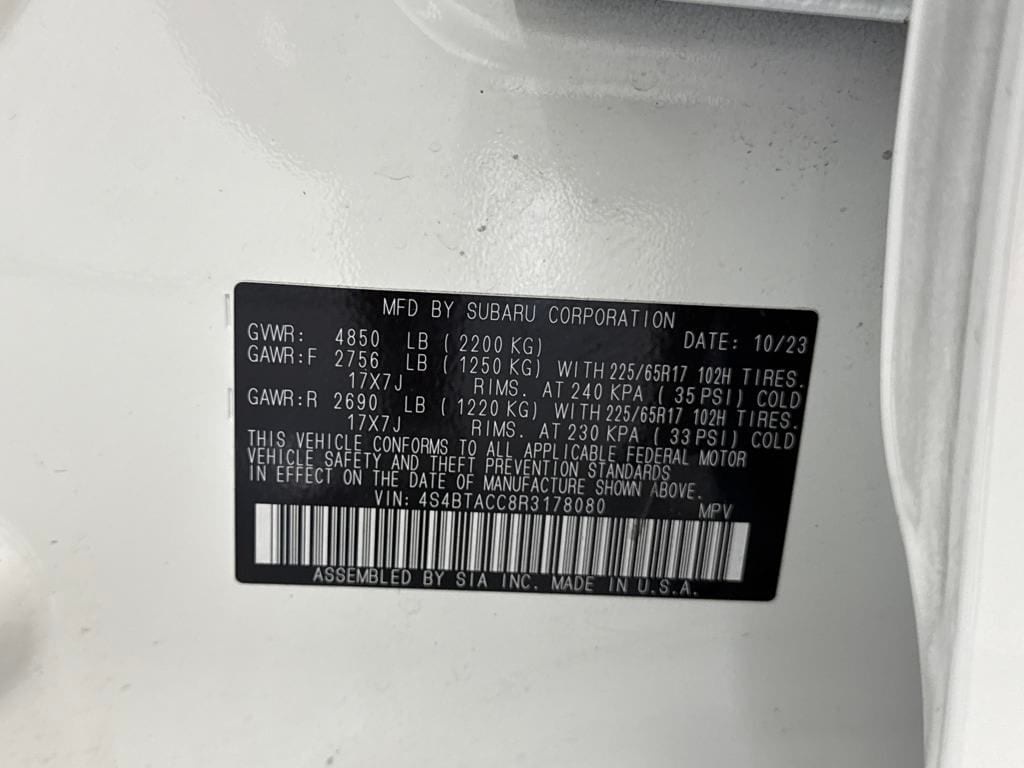 MFD BY SUBARU CORPORATION
GVWR: 4850 LB (2200 KG) DATE: 10/23
GAWR:F 2756 LB (1250 KG) WITH 225/65R17 102H TIRES.
17X7J RIMS. AT 240 KPA (35 PSI) COLD
GAWR:R 2690 LB (1220 KG) WITH 225/65R17 102H TIRES.
17X7J RIMS. AT 230 KPA (33 PSI) COLD
THIS VEHICLE CONFORMS TO ALL APPLICABLE FEDERAL MOTOR
VEHICLE SAFETY AND THEFT PREVENTION STANDARDS
IN EFFECT ON THE DATE OF MANUFACTURE SHOWN ABOVE.
VIN: 4S4BTACC8R3178080 MPV
ASSEMBLED BY SIA INC. MADE IN U.S.A.